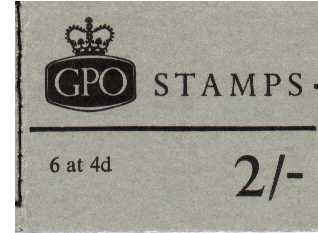 GPO STAMPS
6 at 4d 2/-